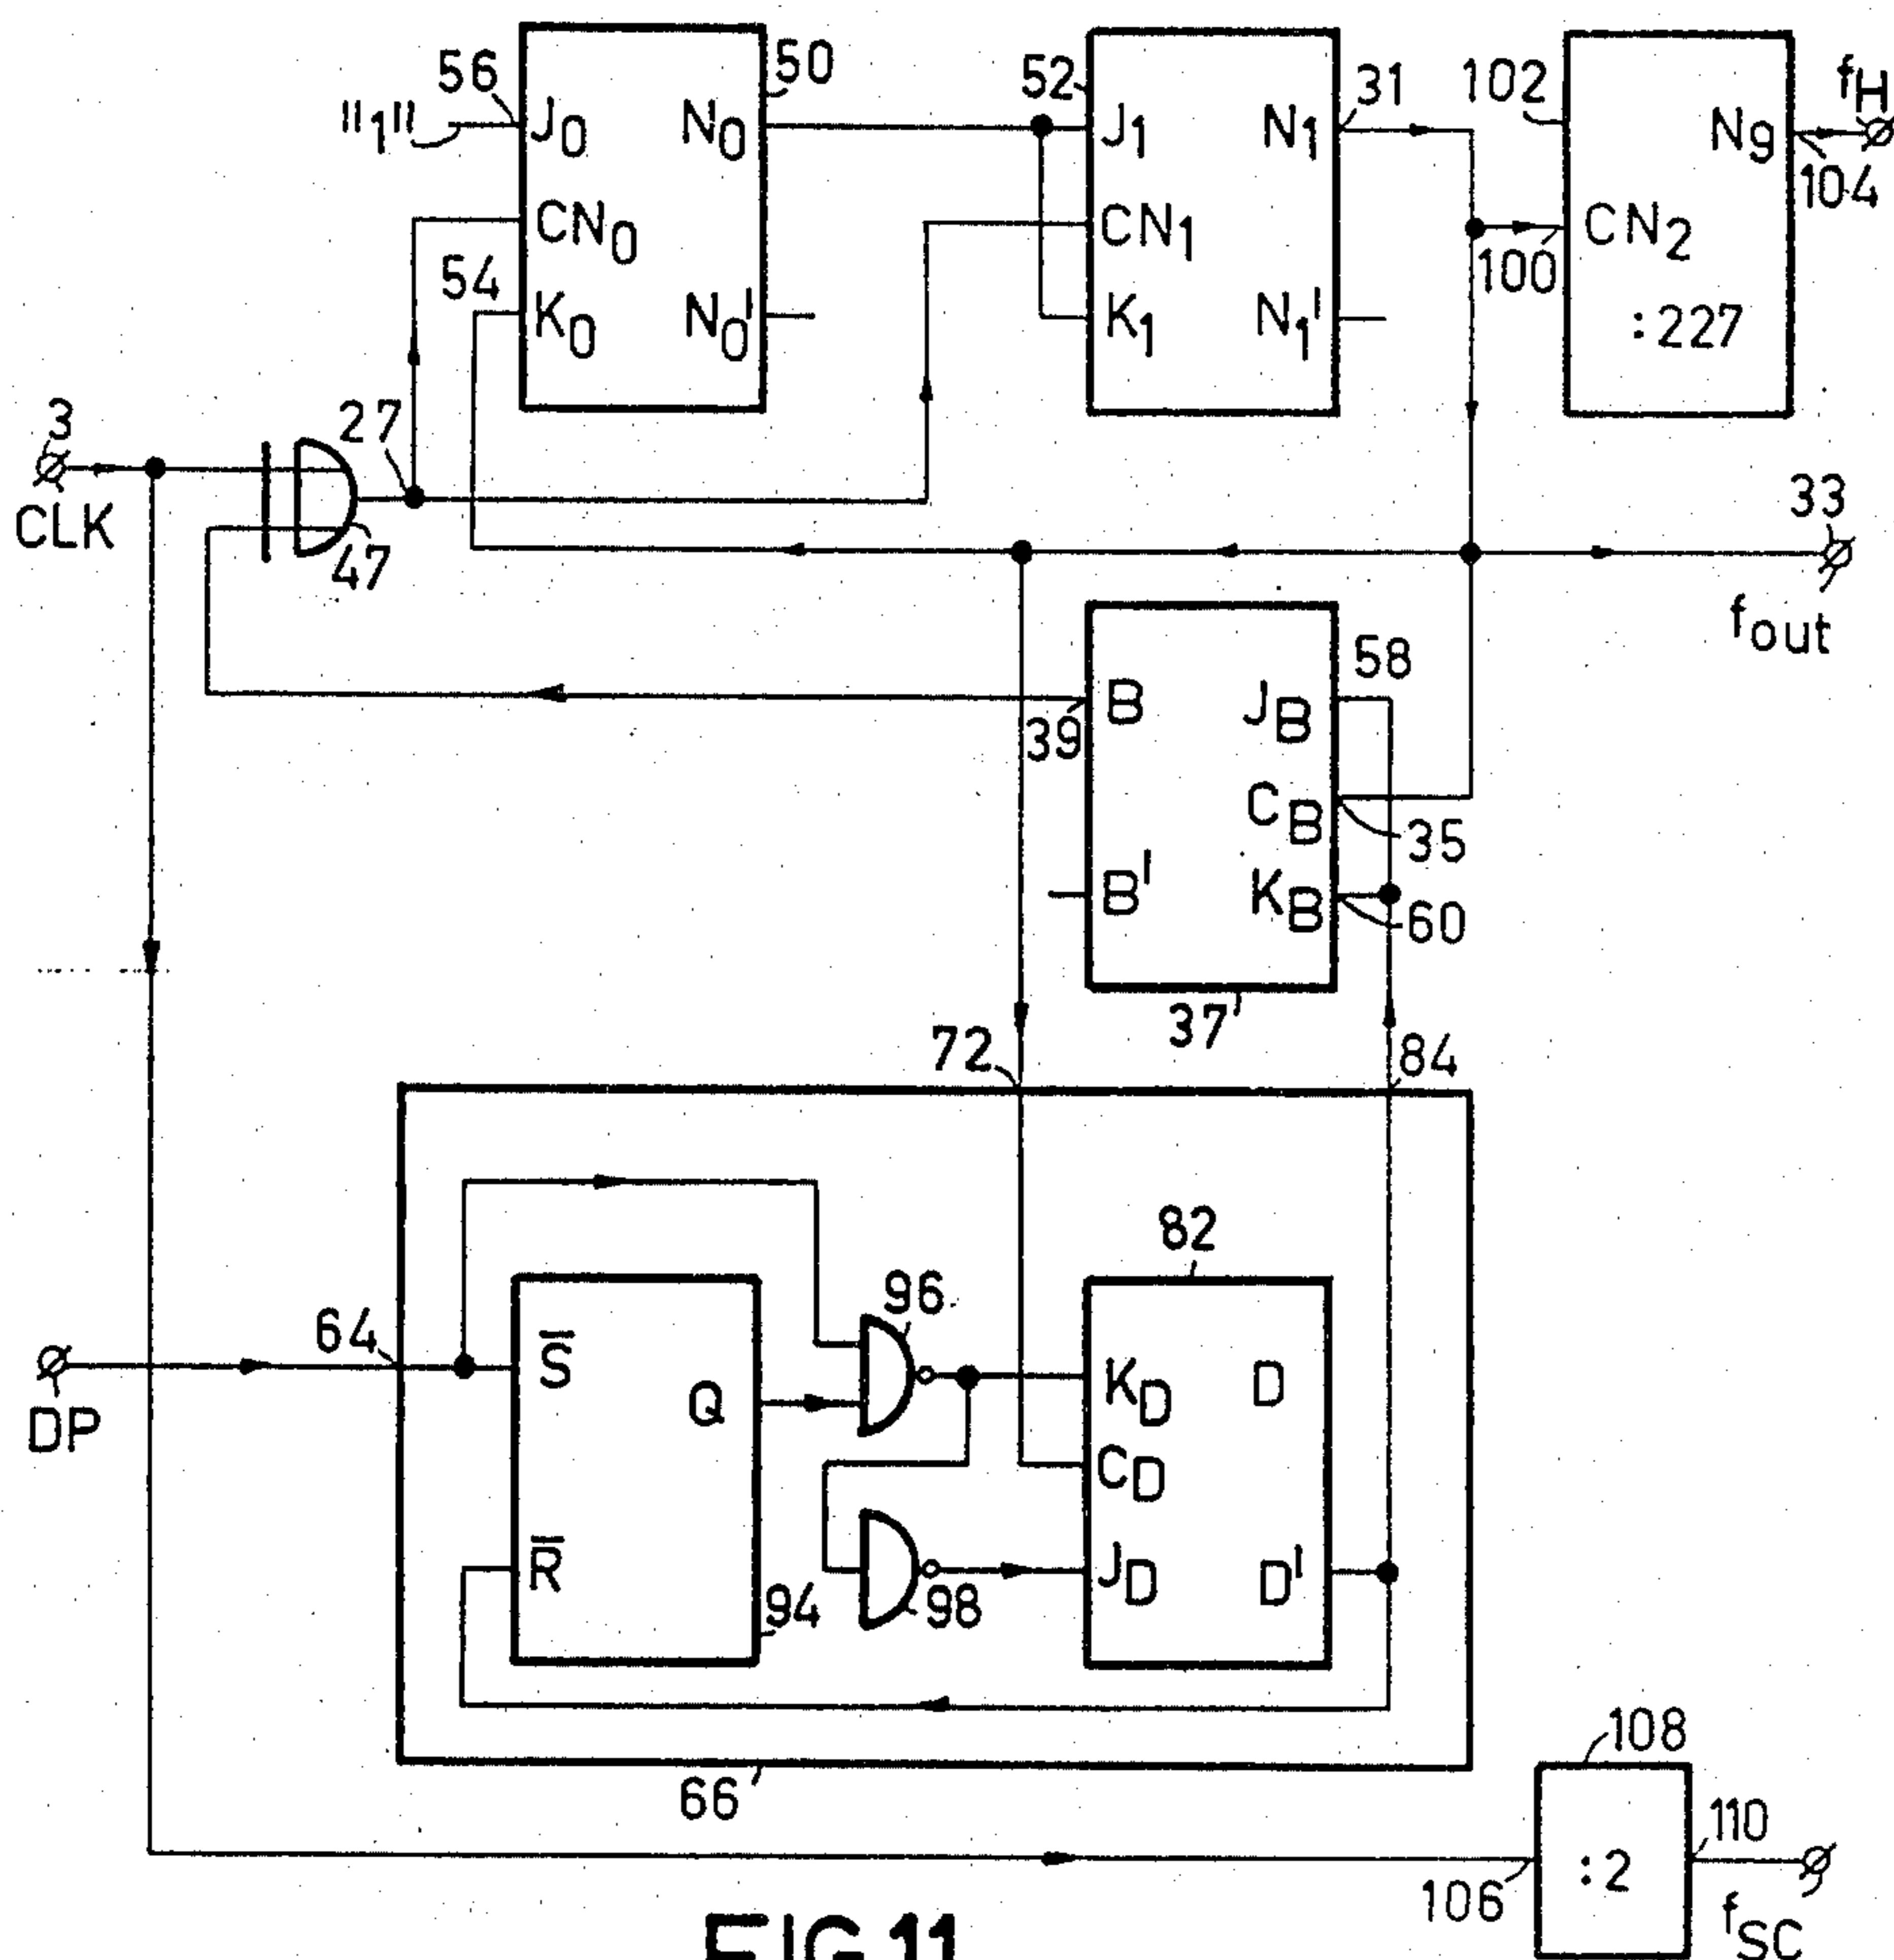 56
50
52
31
102
fH
"1"
J0
N0
J1
N1
N9
104
CN0
CN1
100
CN2
54
K0
N0'
K1
N1'
:227
3
27
33
CLK
47
fout
58
39
B
JB
CB
35
B'
KB
60
37
72
84
82
96
64
S̅
KD
D
DP
Q
CD
R̅
JD
D'
94
98
108
66
110
:2
106
fSC
FIG.11